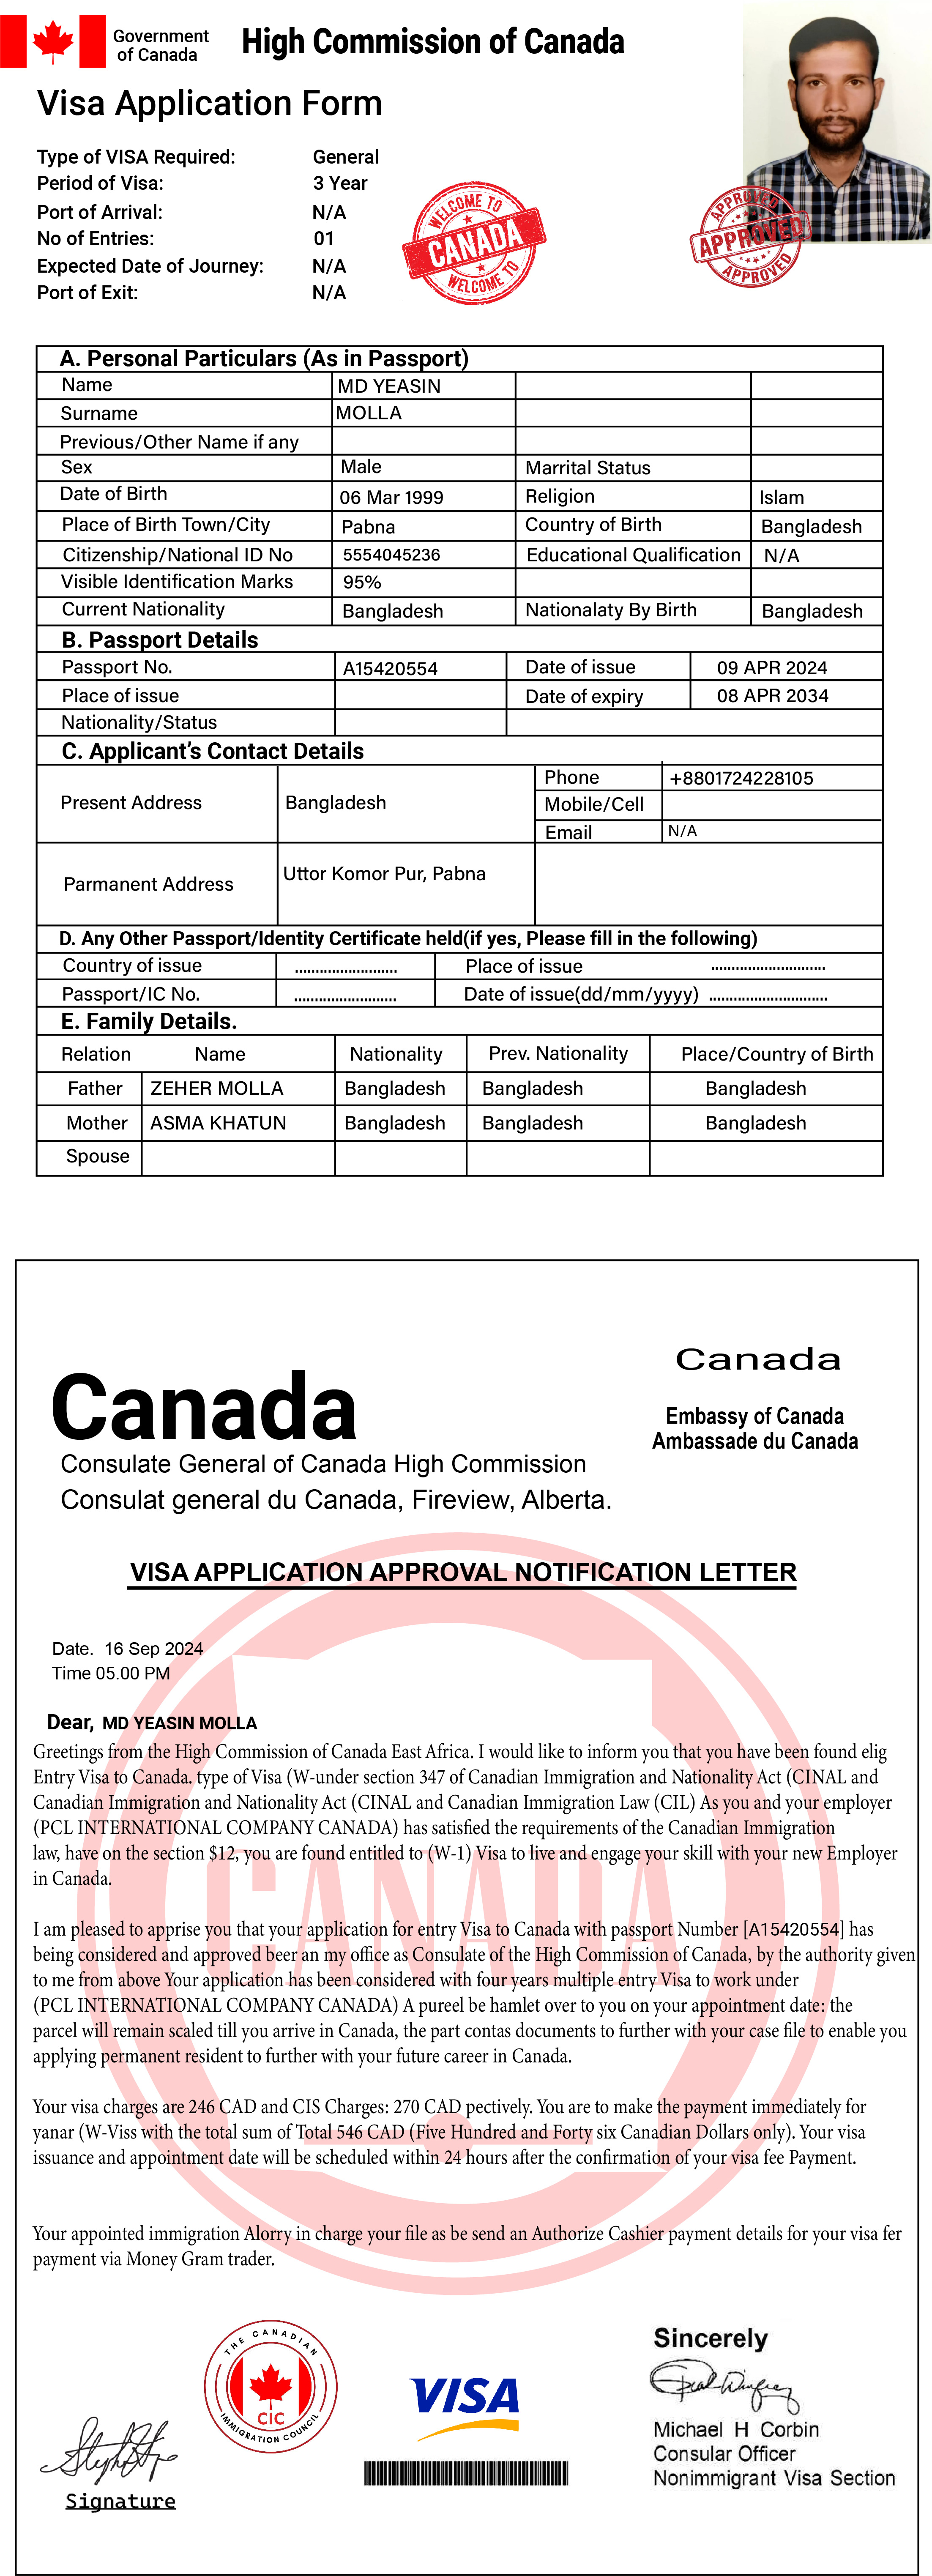 Government
of Canada
High Commission of Canada
Visa Application Form
Type of VISA Required: General
Period of Visa: 3 Year
Port of Arrival: N/A
No of Entries: 01
Expected Date of Journey: N/A
Port of Exit: N/A
WELCOME TO
CANADA
WELCOME TO
APPROVED
APPROVED
APPROVED
A. Personal Particulars (As in Passport)
Name MD YEASIN
Surname MOLLA
Previous/Other Name if any
Sex Male Marrital Status
Date of Birth 06 Mar 1999 Religion Islam
Place of Birth Town/City Pabna Country of Birth Bangladesh
Citizenship/National ID No 5554045236 Educational Qualification N/A
Visible Identification Marks 95%
Current Nationality Bangladesh Nationalaty By Birth Bangladesh
B. Passport Details
Passport No. A15420554 Date of issue 09 APR 2024
Place of issue Date of expiry 08 APR 2034
Nationality/Status
C. Applicant's Contact Details
Present Address Bangladesh
Phone +8801724228105
Mobile/Cell
Email N/A
Parmanent Address Uttor Komor Pur, Pabna
D. Any Other Passport/Identity Certificate held(if yes, Please fill in the following)
Country of issue ........................ Place of issue ...........................
Passport/IC No. ........................ Date of issue(dd/mm/yyyy) ............................
E. Family Details.
Relation Name Nationality Prev. Nationality Place/Country of Birth
Father ZEHER MOLLA Bangladesh Bangladesh Bangladesh
Mother ASMA KHATUN Bangladesh Bangladesh Bangladesh
Spouse
Canada
Canada
Embassy of Canada
Ambassade du Canada
Consulate General of Canada High Commission
Consulat general du Canada, Fireview, Alberta.
VISA APPLICATION APPROVAL NOTIFICATION LETTER
Date. 16 Sep 2024
Time 05.00 PM
Dear, MD YEASIN MOLLA
Greetings from the High Commission of Canada East Africa. I would like to inform you that you have been found elig
Entry Visa to Canada. type of Visa (W-under section 347 of Canadian Immigration and Nationality Act (CINAL and
Canadian Immigration and Nationality Act (CINAL and Canadian Immigration Law (CIL) As you and your employer
(PCL INTERNATIONAL COMPANY CANADA) has satisfied the requirements of the Canadian Immigration
law, have on the section $12, you are found entitled to (W-1) Visa to live and engage your skill with your new Employer
in Canada.
I am pleased to apprise you that your application for entry Visa to Canada with passport Number [A15420554] has
being considered and approved beer an my office as Consulate of the High Commission of Canada, by the authority given
to me from above Your application has been considered with four years multiple entry Visa to work under
(PCL INTERNATIONAL COMPANY CANADA) A pureel be hamlet over to you on your appointment date: the
parcel will remain scaled till you arrive in Canada, the part contas documents to further with your case file to enable you
applying permanent resident to further with your future career in Canada.
Your visa charges are 246 CAD and CIS Charges: 270 CAD pectively. You are to make the payment immediately for
yanar (W-Viss with the total sum of Total 546 CAD (Five Hundred and Forty six Canadian Dollars only). Your visa
issuance and appointment date will be scheduled within 24 hours after the confirmation of your visa fee Payment.
Your appointed immigration Alorry in charge your file as be send an Authorize Cashier payment details for your visa fer
payment via Money Gram trader.
CANADA
THE CANADIAN
CIC
IMMIGRATION COUNCIL
VISA
Signature
Sincerely
Michael H Corbin
Consular Officer
Nonimmigrant Visa Section